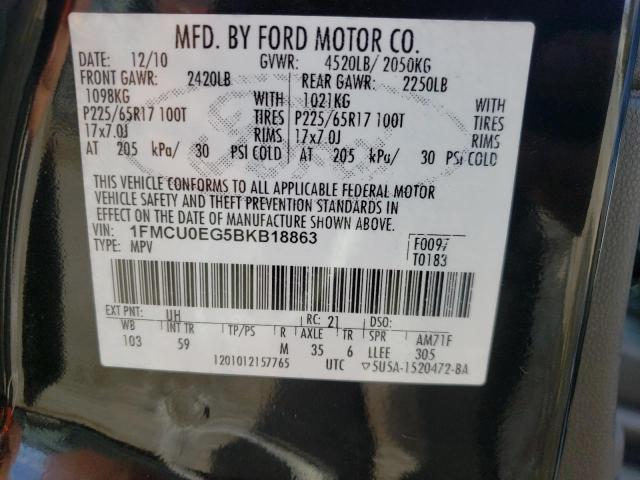 MFD. BY FORD MOTOR CO.
DATE: 12/10 GVWR: 4520LB/ 2050KG
FRONT GAWR: 2420LB REAR GAWR: 2250LB
1098KG WITH 1021KG WITH
P225/65R17 100T TIRES P225/65R17 100T TIRES
17x7.0J RIMS 17x7.0J RIMS
AT 205 kPa/ 30 PSI COLD AT 205 kPa/ 30 PSI COLD
THIS VEHICLE CONFORMS TO ALL APPLICABLE FEDERAL MOTOR
VEHICLE SAFETY AND THEFT PREVENTION STANDARDS IN
EFFECT ON THE DATE OF MANUFACTURE SHOWN ABOVE.
VIN: 1FMCU0EG5BKB18863 F0097
TYPE: MPV T0183
EXT PNT: UH RC: 21 DSO:
WB INT TR TP/PS R AXLE TR SPR AM71F
103 59 M 35 6 LLEE 305
1201012157765 UTC ▽5U5A-1520472-BA